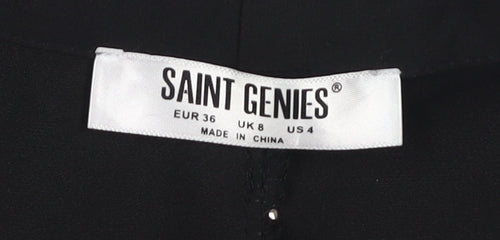 SAINT GENIES®
EUR 36 UK 8 US 4
MADE IN CHINA